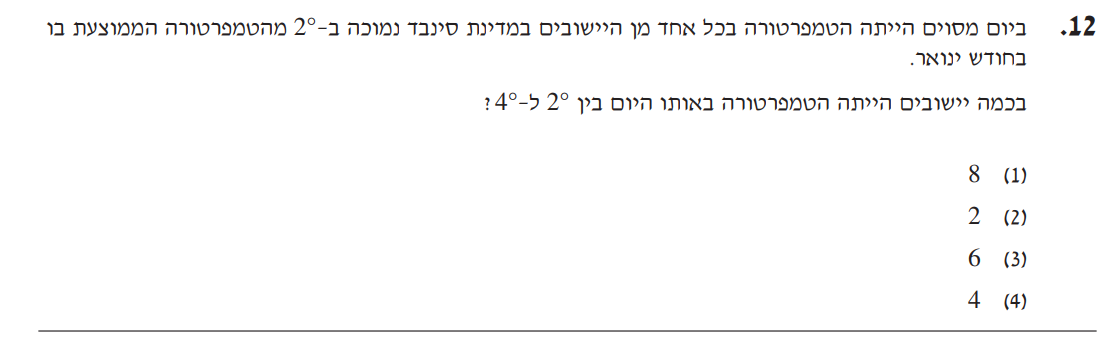 12. ביום מסוים הייתה הטמפרטורה בכל אחד מן היישובים במדינת סינבד נמוכה ב-2° מהטמפרטורה הממוצעת בו
בחודש ינואר.
בכמה יישובים הייתה הטמפרטורה באותו היום בין 2° ל-4°?
(1) 8
(2) 2
(3) 6
(4) 4